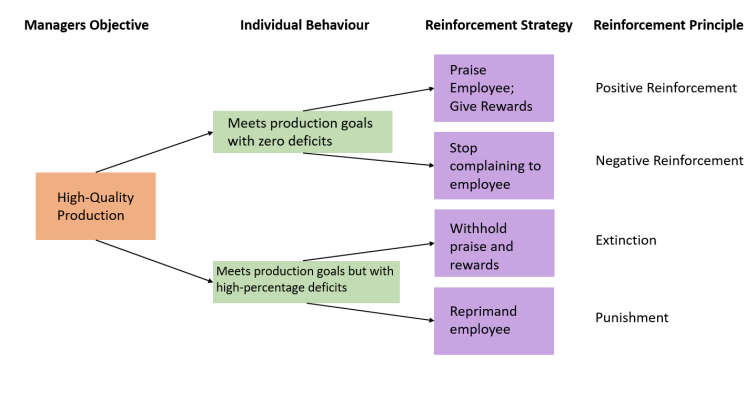 Managers Objective
Individual Behaviour
Reinforcement Strategy
Reinforcement Principle
High-Quality
Production
Meets production goals
with zero deficits
Praise
Employee;
Give Rewards
Positive Reinforcement
Stop
complaining to
employee
Negative Reinforcement
Meets production goals but with
high-percentage deficits
Withhold
praise and
rewards
Extinction
Reprimand
employee
Punishment